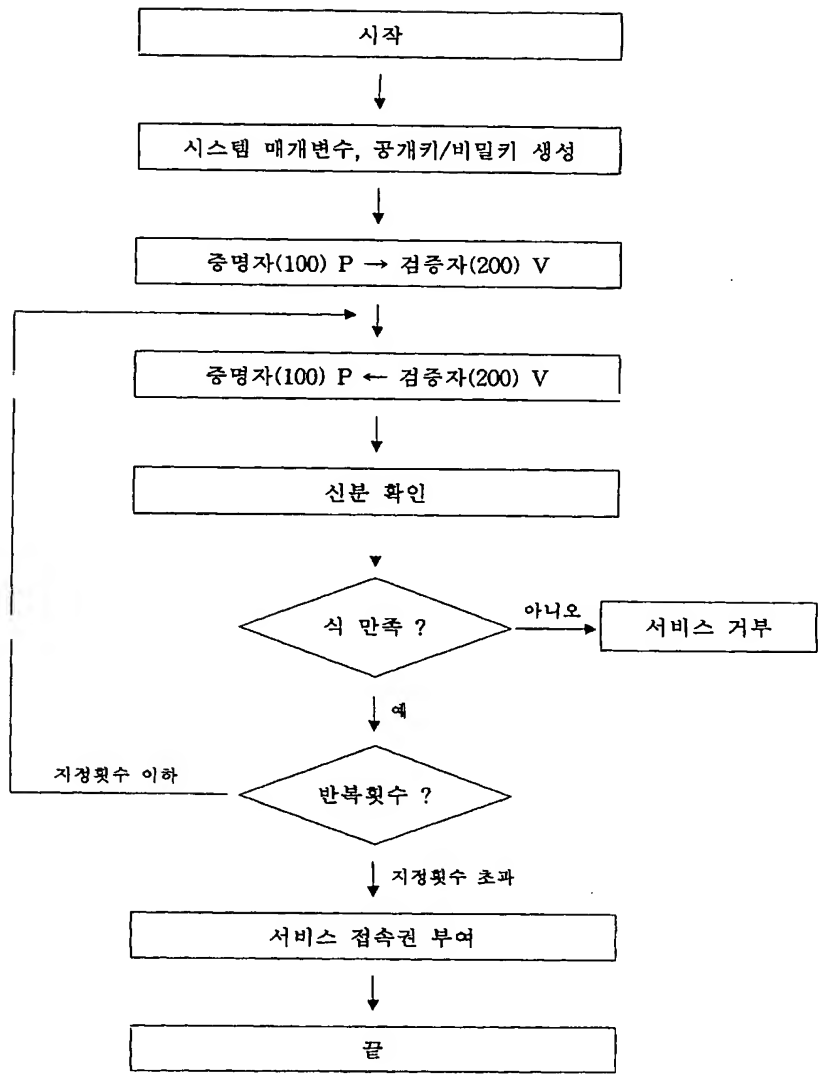 시작
시스템 매개변수, 공개키/비밀키 생성
증명자(100) P → 검증자(200) V
증명자(100) P ← 검증자(200) V
신분 확인
식 만족 ?
아니오
서비스 거부
예
지정횟수 이하
반복횟수 ?
지정횟수 초과
서비스 접속권 부여
끝